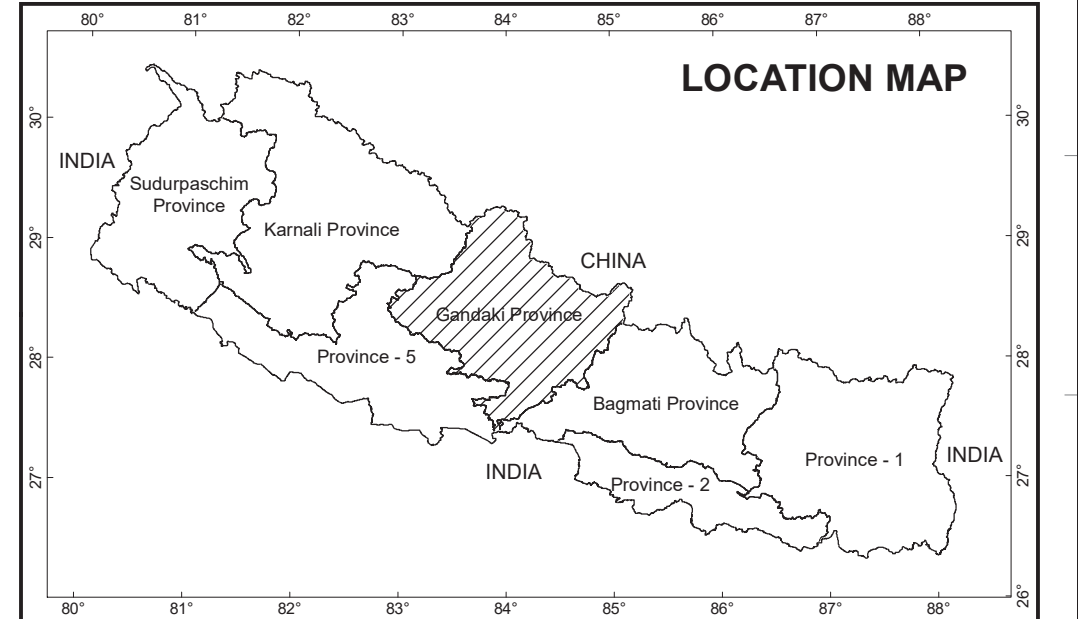 80° 81° 82° 83° 84° 85° 86° 87° 88°
LOCATION MAP
30° 30°
INDIA
Sudurpaschim
Province
Karnali Province
29° 29°
CHINA
Gandaki Province
28° 28°
Province - 5
Bagmati Province
Province - 1
INDIA
INDIA
27° 27°
Province - 2
26°
80° 81° 82° 83° 84° 85° 86° 87° 88°